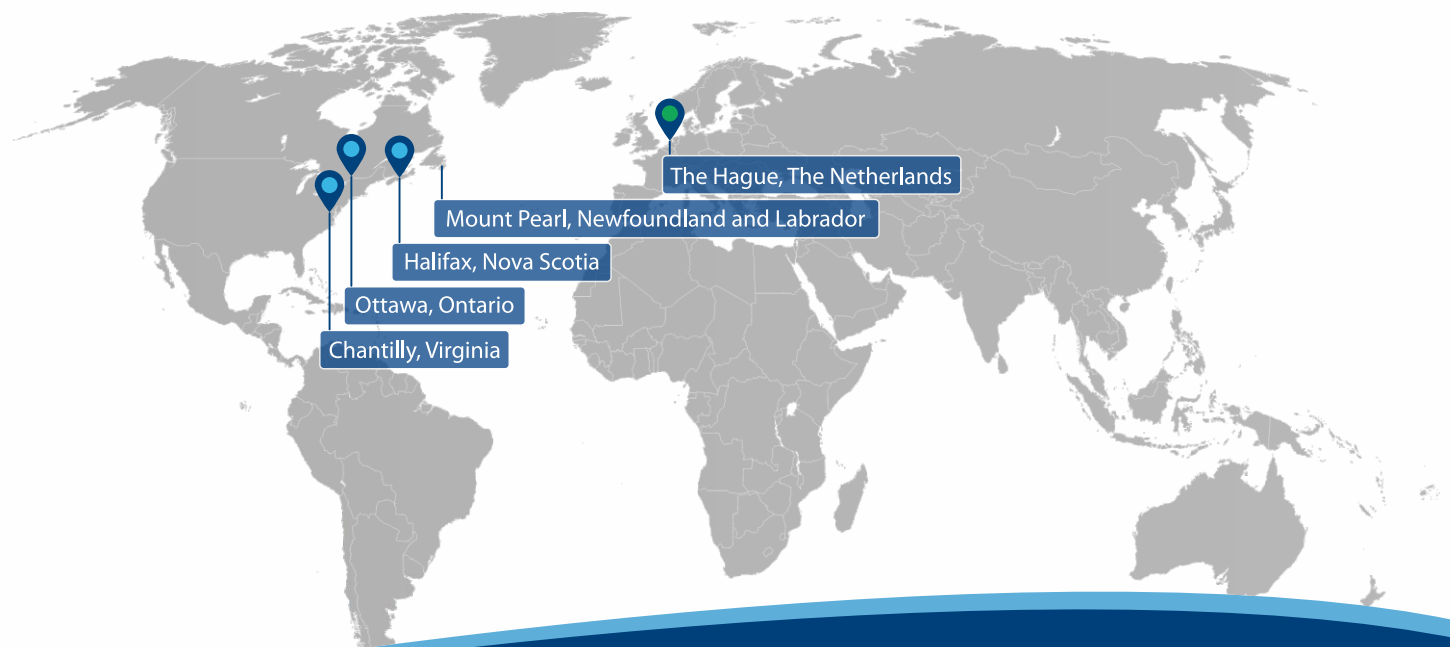 The Hague, The Netherlands
Mount Pearl, Newfoundland and Labrador
Halifax, Nova Scotia
Ottawa, Ontario
Chantilly, Virginia